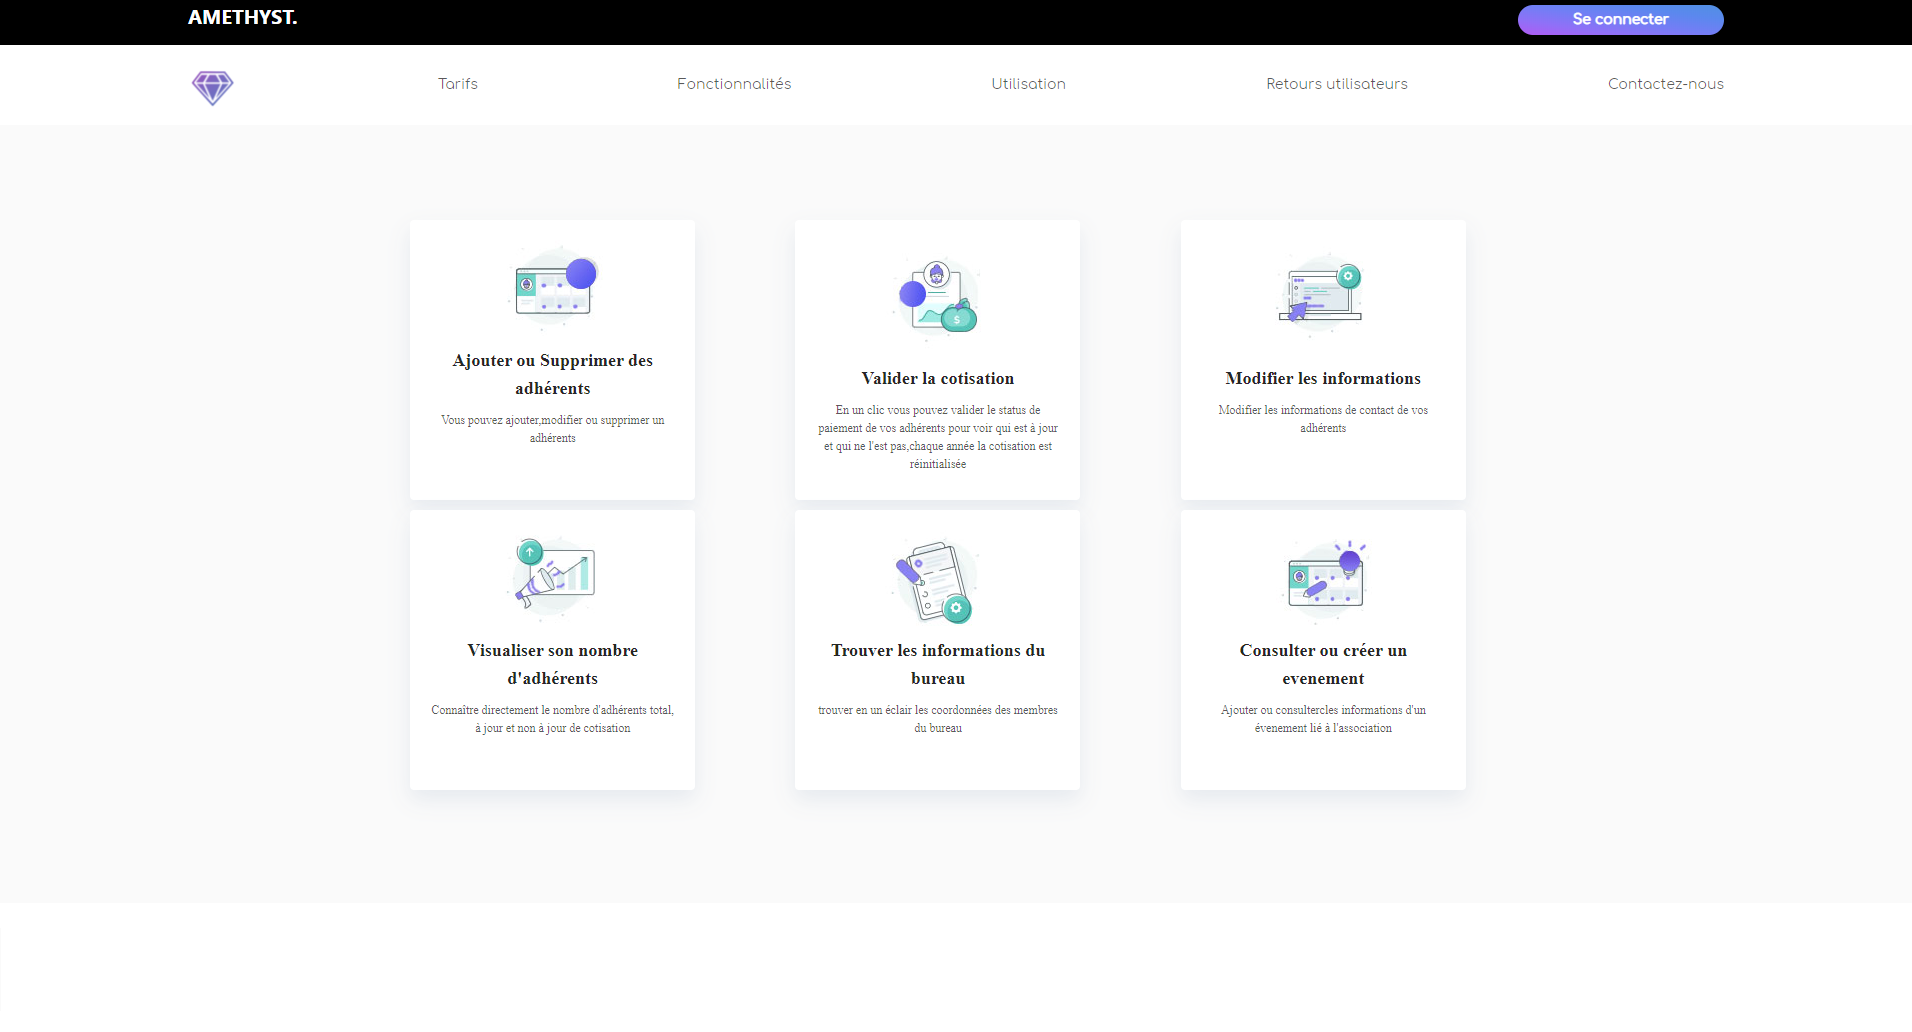 AMETHYST.
Se connecter
Tarifs
Fonctionnalités
Utilisation
Retours utilisateurs
Contactez-nous
Ajouter ou Supprimer des
adhérents
Vous pouvez ajouter,modifier ou supprimer un
adhérents
Valider la cotisation
En un clic vous pouvez valider le status de
paiement de vos adhérents pour voir qui est à jour
et qui ne l'est pas,chaque année la cotisation est
réinitialisée
Modifier les informations
Modifier les informations de contact de vos
adhérents
Visualiser son nombre
d'adhérents
Connaître directement le nombre d'adhérents total,
à jour et non à jour de cotisation
Trouver les informations du
bureau
trouver en un éclair les coordonnées des membres
du bureau
Consulter ou créer un
evenement
Ajouter ou consultercles informations d'un
évenement lié à l'association